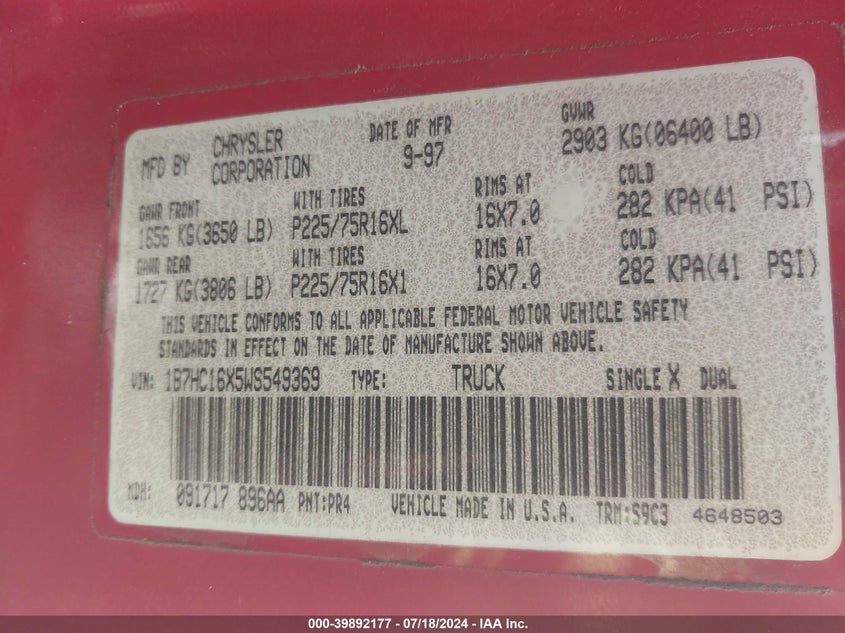 MFD BY CHRYSLER CORPORATION DATE OF MFR 9-97 GVWR 2903 KG(06400 LB)
GAWR FRONT WITH TIRES RIMS AT COLD
1656 KG(3650 LB) P225/75R16XL 16X7.0 282 KPA(41 PSI)
GAWR REAR WITH TIRES RIMS AT COLD
1727 KG(3806 LB) P225/75R16X1 16X7.0 282 KPA(41 PSI)
THIS VEHICLE CONFORMS TO ALL APPLICABLE FEDERAL MOTOR VEHICLE SAFETY
STANDARDS IN EFFECT ON THE DATE OF MANUFACTURE SHOWN ABOVE.
VIN: 1B7HC16X5WS549369 TYPE: TRUCK SINGLE X DUAL
MDH: 091717 896AA PNT:PR4 VEHICLE MADE IN U.S.A. TRM:S9C3 4648503
000-39892177 - 07/18/2024 - IAA Inc.